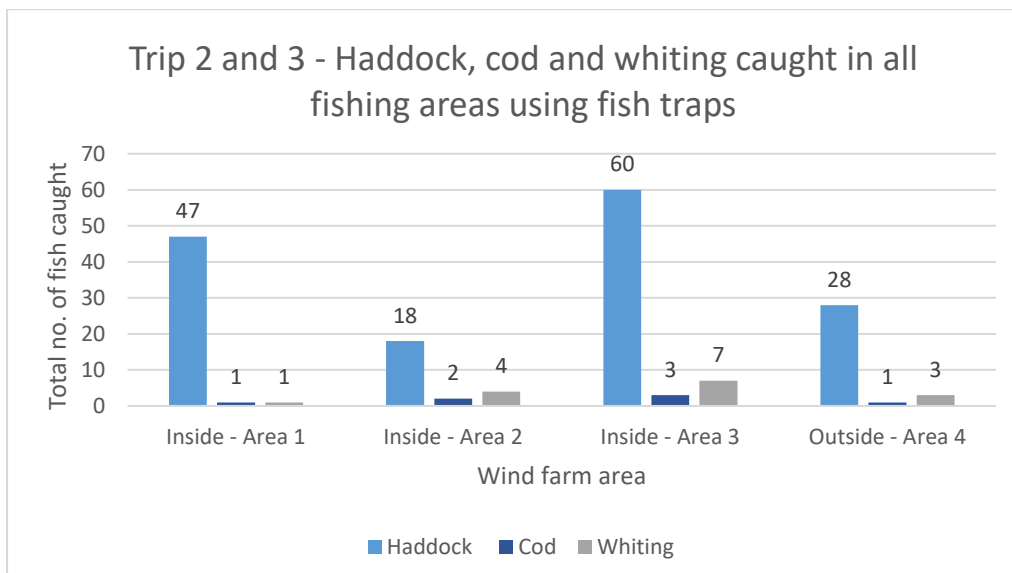 Trip 2 and 3 - Haddock, cod and whiting caught in all
fishing areas using fish traps
Total no. of fish caught
70
60
50
40
30
20
10
0
47
1
1
18
2
4
60
3
7
28
1
3
Inside - Area 1
Inside - Area 2
Inside - Area 3
Outside - Area 4
Wind farm area
Haddock
Cod
Whiting